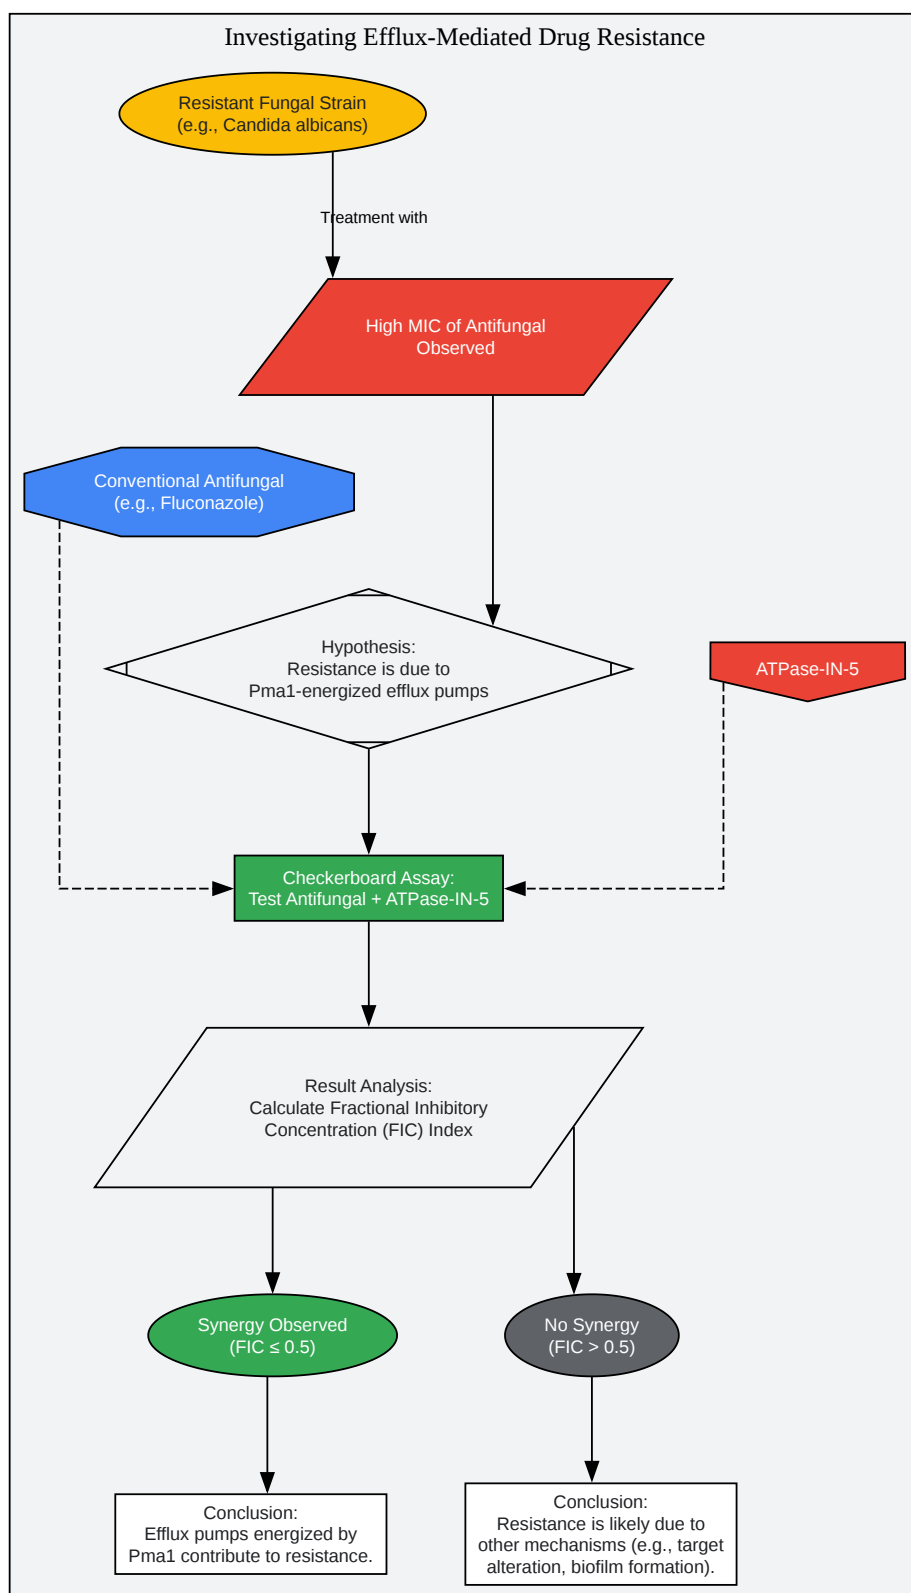 Investigating Efflux-Mediated Drug Resistance
Resistant Fungal Strain
(e.g., Candida albicans)
Treatment with
High MIC of Antifungal
Observed
Conventional Antifungal
(e.g., Fluconazole)
Hypothesis:
Resistance is due to
Pma1-energized efflux pumps
ATPase-IN-5
Checkerboard Assay:
Test Antifungal + ATPase-IN-5
Result Analysis:
Calculate Fractional Inhibitory
Concentration (FIC) Index
Synergy Observed
(FIC ≤ 0.5)
No Synergy
(FIC > 0.5)
Conclusion:
Efflux pumps energized by
Pma1 contribute to resistance.
Conclusion:
Resistance is likely due to
other mechanisms (e.g., target
alteration, biofilm formation).